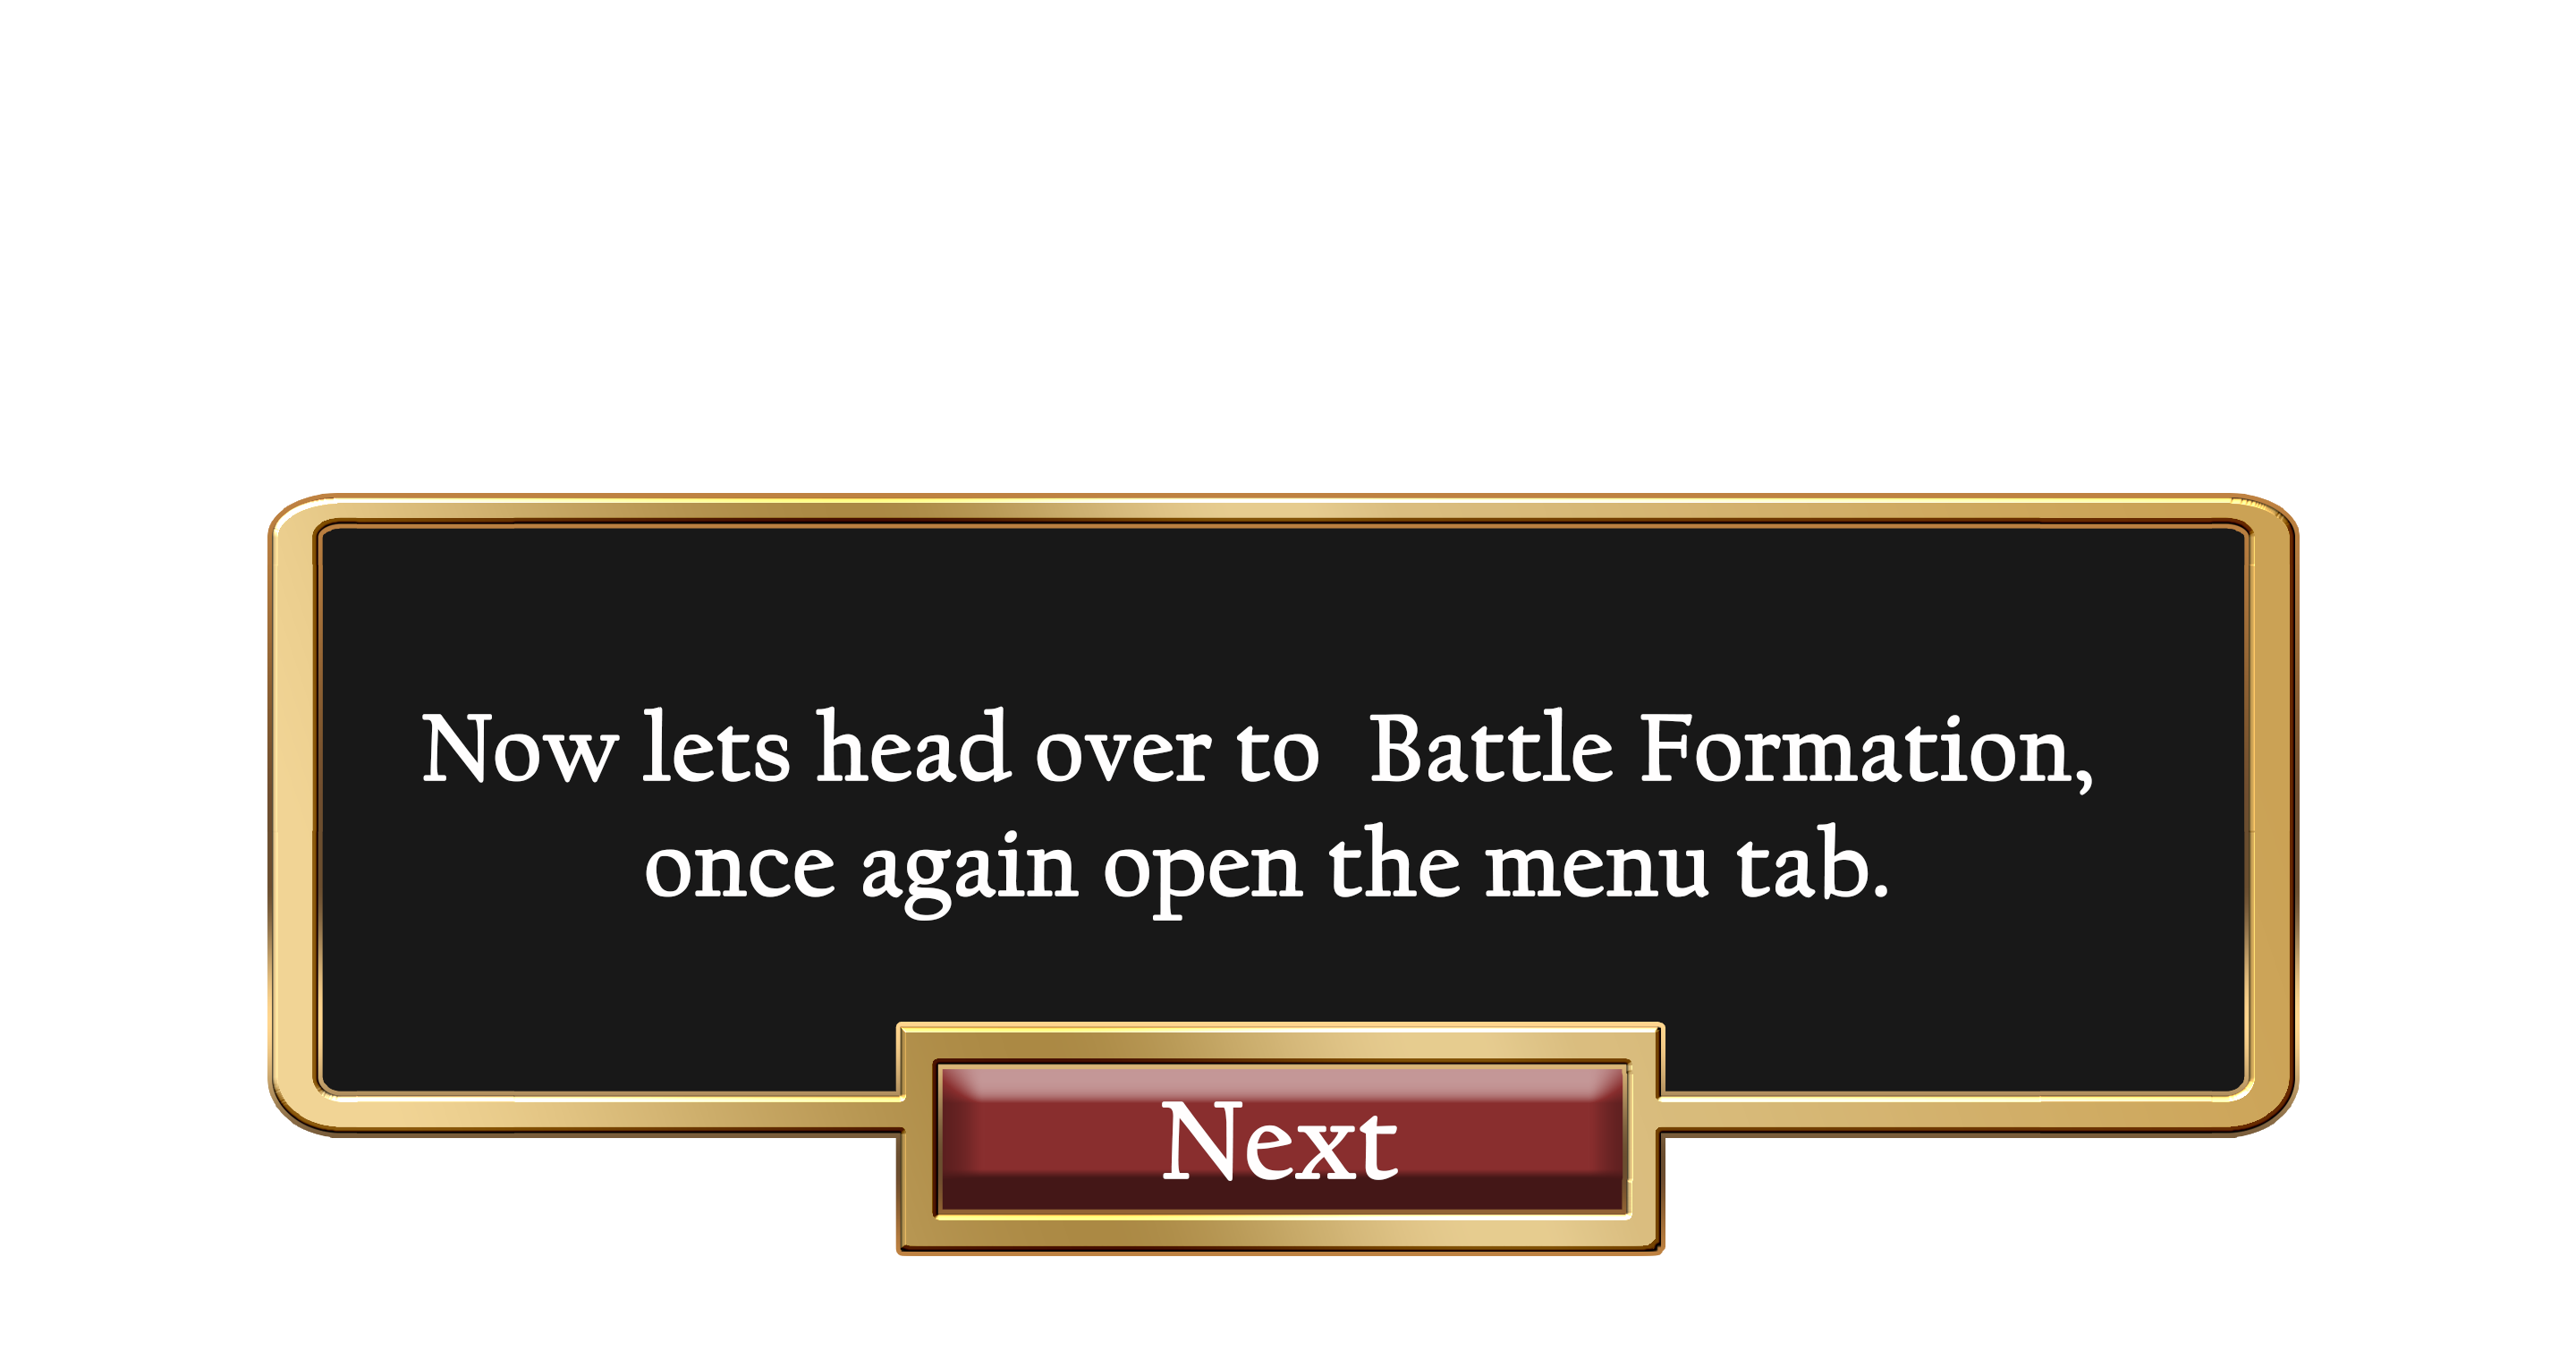 Now lets head over to  Battle Formation,
once again open the menu tab.
Next